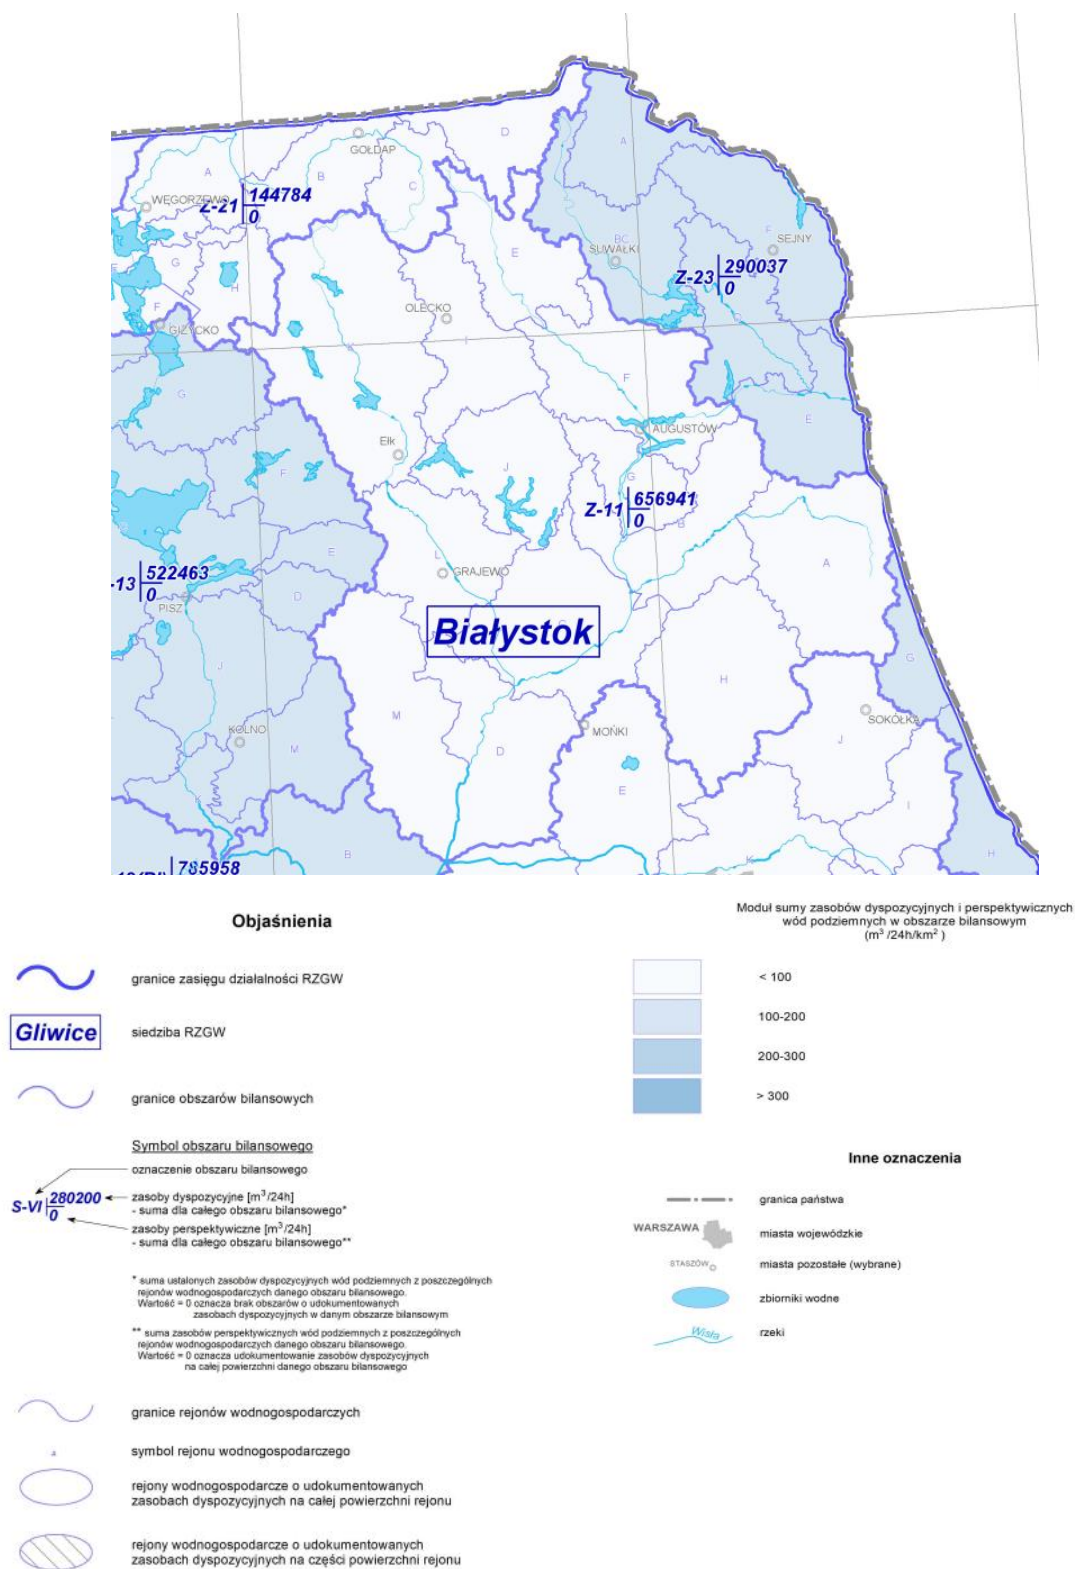 D
GOŁDAP
A
A
B
C
WĘGORZEWO
Z-21
144784
0
F
BC
SEJNY
SUWAŁKI
E
G
Z-23
290037
0
H
F
OLECKO
GIŻYCKO
C
K
I
F
G
E
AUGUSTÓW
Ełk
J
F
G
Z-11
656941
0
B
E
A
L
GRAJEWO
-13
522463
0
D
PISZ
Białystok
J
G
H
M
SOKÓŁKA
KOLNO
MOŃKI
J
M
D
E
I
K
B
K
H
785958
Objaśnienia
granice zasięgu działalności RZGW
Gliwice
siedziba RZGW
granice obszarów bilansowych
Symbol obszaru bilansowego
oznaczenie obszaru bilansowego
S-VI
280200
0
zasoby dyspozycyjne [m³/24h]
- suma dla całego obszaru bilansowego*
zasoby perspektywiczne [m³/24h]
- suma dla całego obszaru bilansowego**
* suma ustalonych zasobów dyspozycyjnych wód podziemnych z poszczególnych
rejonów wodnogospodarczych danego obszaru bilansowego.
Wartość = 0 oznacza brak obszarów o udokumentowanych
zasobach dyspozycyjnych w danym obszarze bilansowym
** suma zasobów perspektywicznych wód podziemnych z poszczególnych
rejonów wodnogospodarczych danego obszaru bilansowego.
Wartość = 0 oznacza udokumentowanie zasobów dyspozycyjnych
na całej powierzchni danego obszaru bilansowego
granice rejonów wodnogospodarczych
symbol rejonu wodnogospodarczego
rejony wodnogospodarcze o udokumentowanych
zasobach dyspozycyjnych na całej powierzchni rejonu
rejony wodnogospodarcze o udokumentowanych
zasobach dyspozycyjnych na części powierzchni rejonu
Moduł sumy zasobów dyspozycyjnych i perspektywicznych
wód podziemnych w obszarze bilansowym
(m³ /24h/km² )
< 100
100-200
200-300
> 300
Inne oznaczenia
granica państwa
WARSZAWA
miasta wojewódzkie
STASZÓW
miasta pozostałe (wybrane)
zbiorniki wodne
Wisła
rzeki